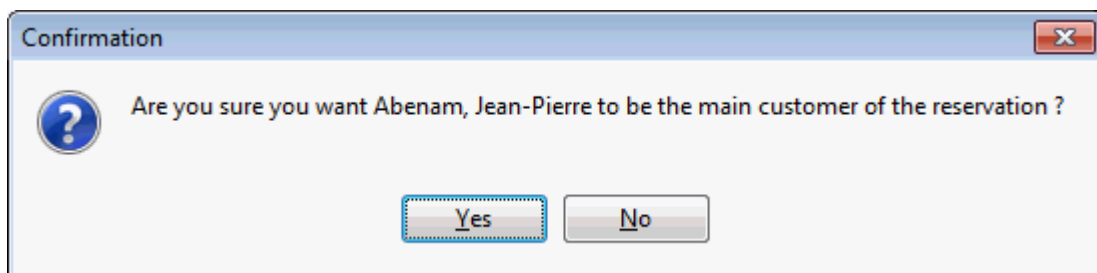 Confirmation
Are you sure you want Abenam, Jean-Pierre to be the main customer of the reservation ?
Yes
No